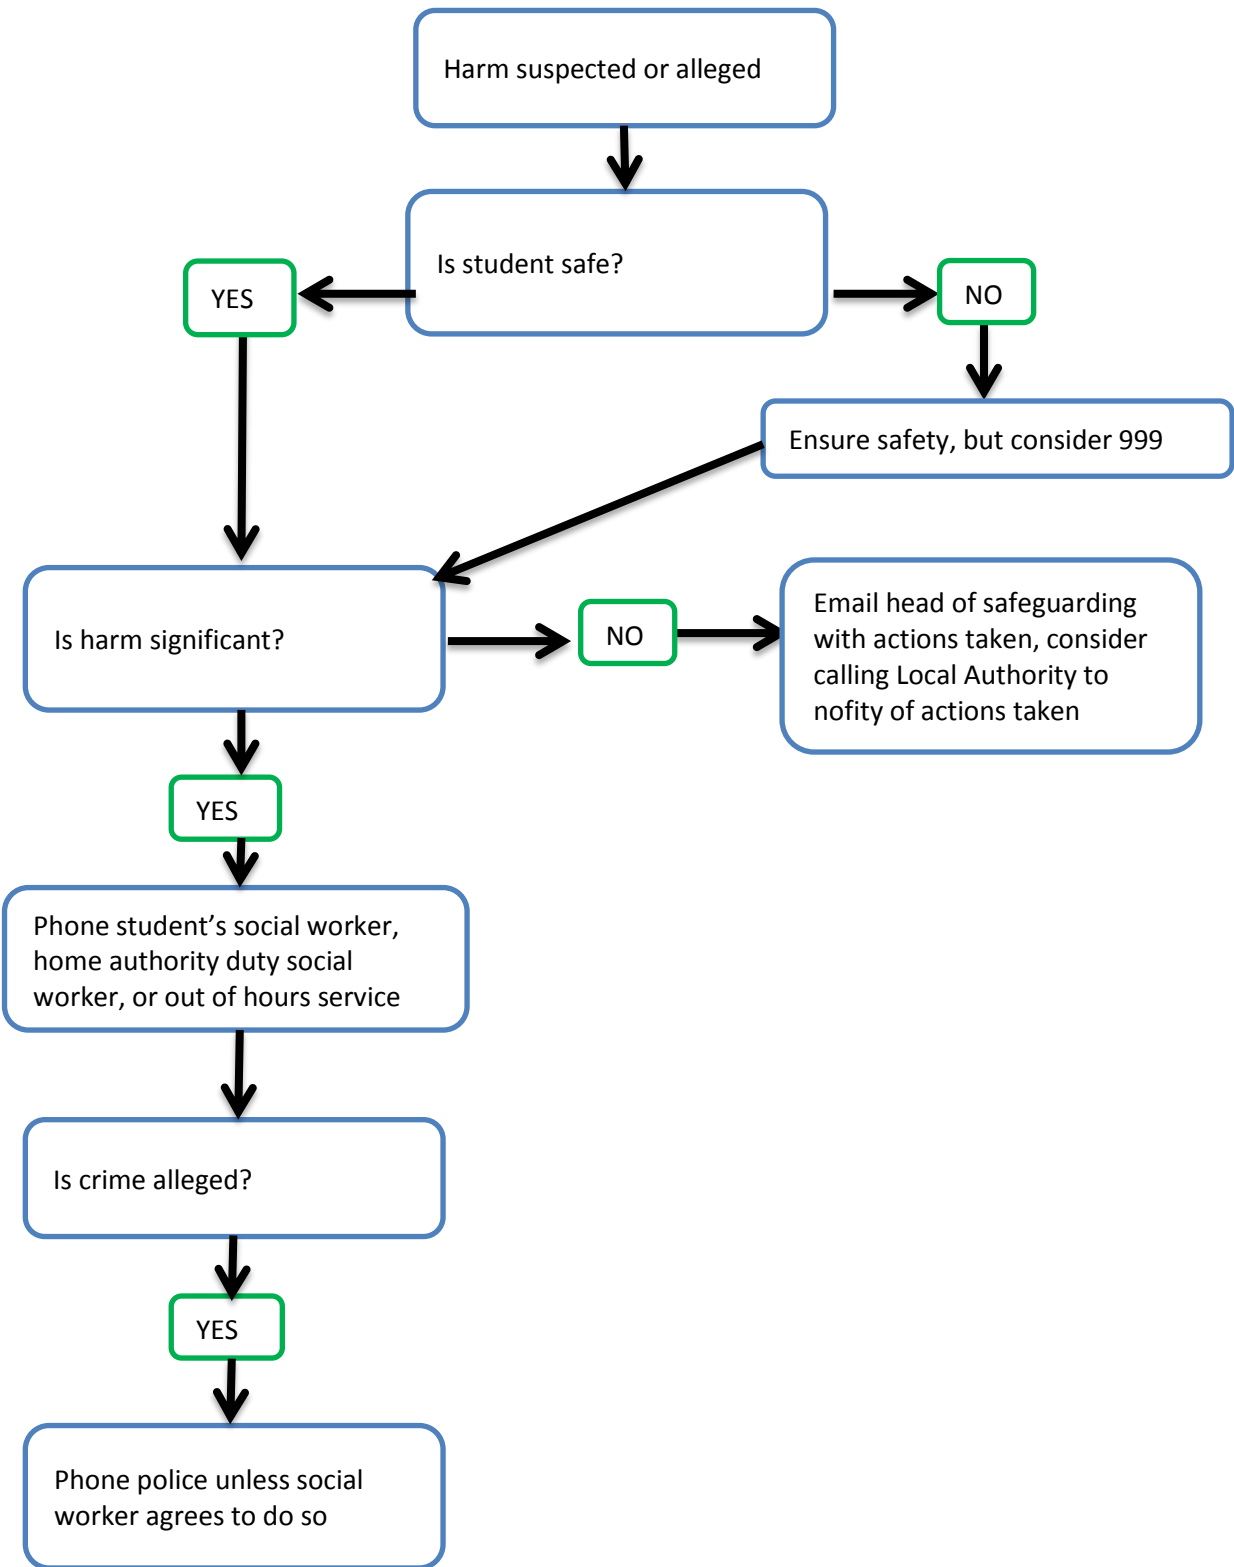 Harm suspected or alleged
Is student safe?
YES
NO
Ensure safety, but consider 999
Is harm significant?
NO
Email head of safeguarding
with actions taken, consider
calling Local Authority to
nofity of actions taken
YES
Phone student’s social worker,
home authority duty social
worker, or out of hours service
Is crime alleged?
YES
Phone police unless social
worker agrees to do so